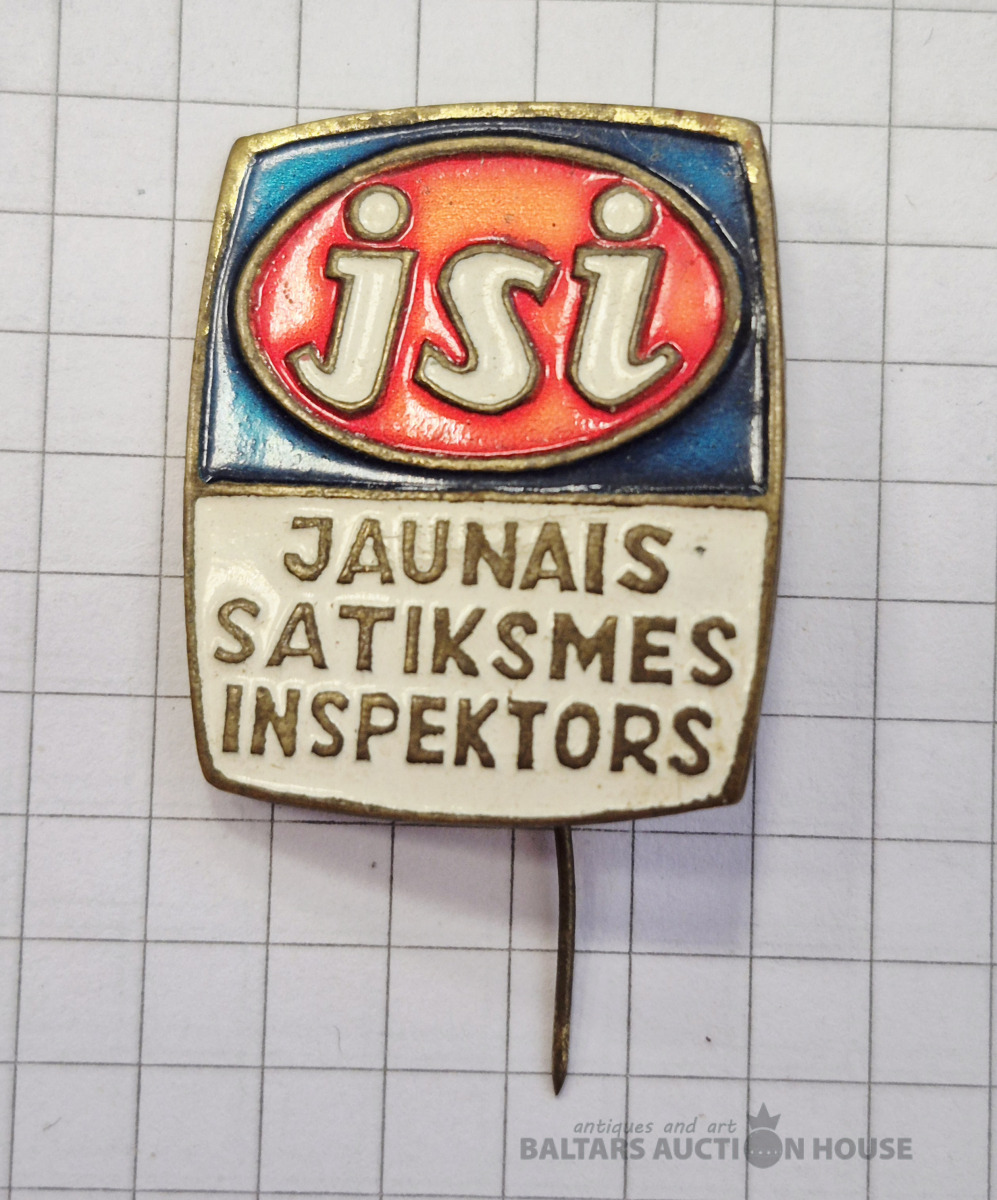 jsi
JAUNAIS
SATIKSMES
INSPEKTORS
antiques and art
BALTARS AUCTION HOUSE